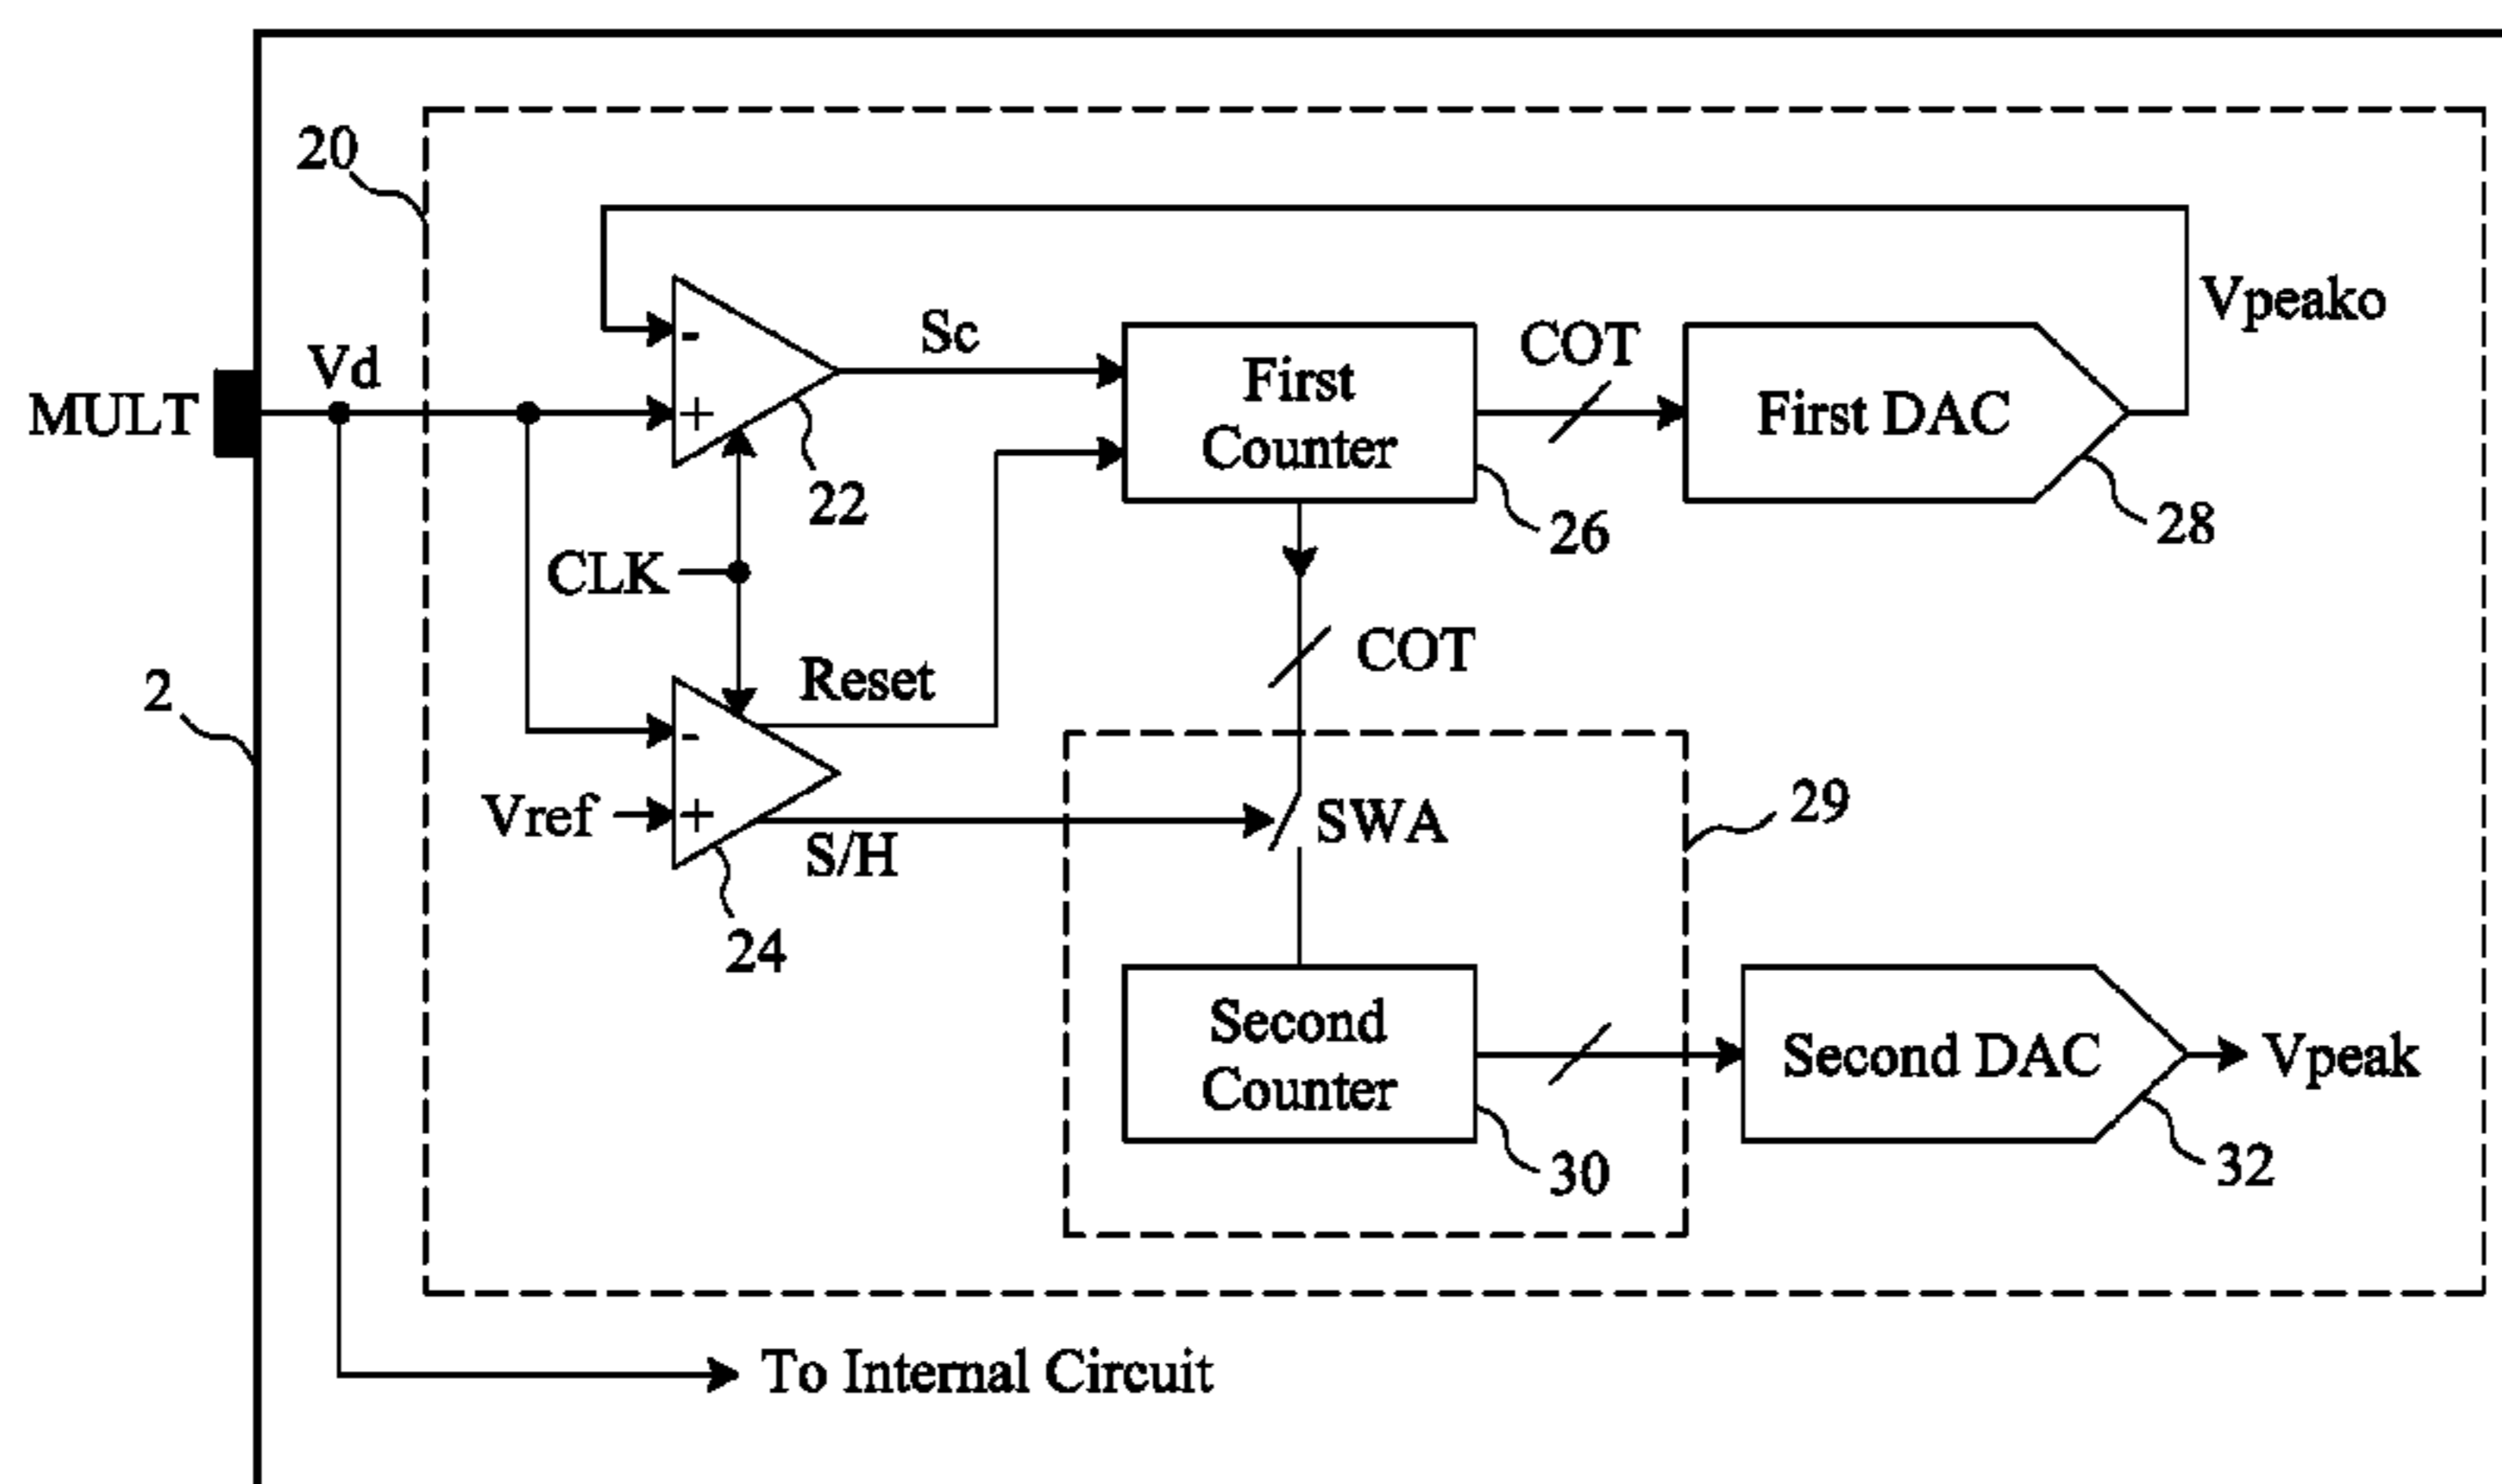 20
Vpeako
Sc
COT
Vd
-
First
Counter
First DAC
MULT
+
22
26
28
CLK
COT
Reset
2
-
Vref
+
SWA
29
S/H
24
Second
Counter
Second DAC
Vpeak
30
32
To Internal Circuit